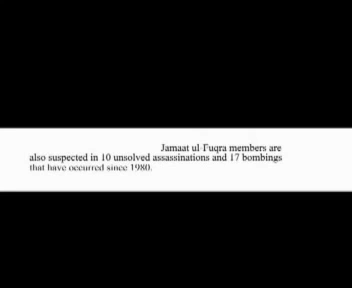 Jamaat ul-Fuqra members are
also suspected in 10 unsolved assassinations and 17 bombings
that have occurred since 1980.